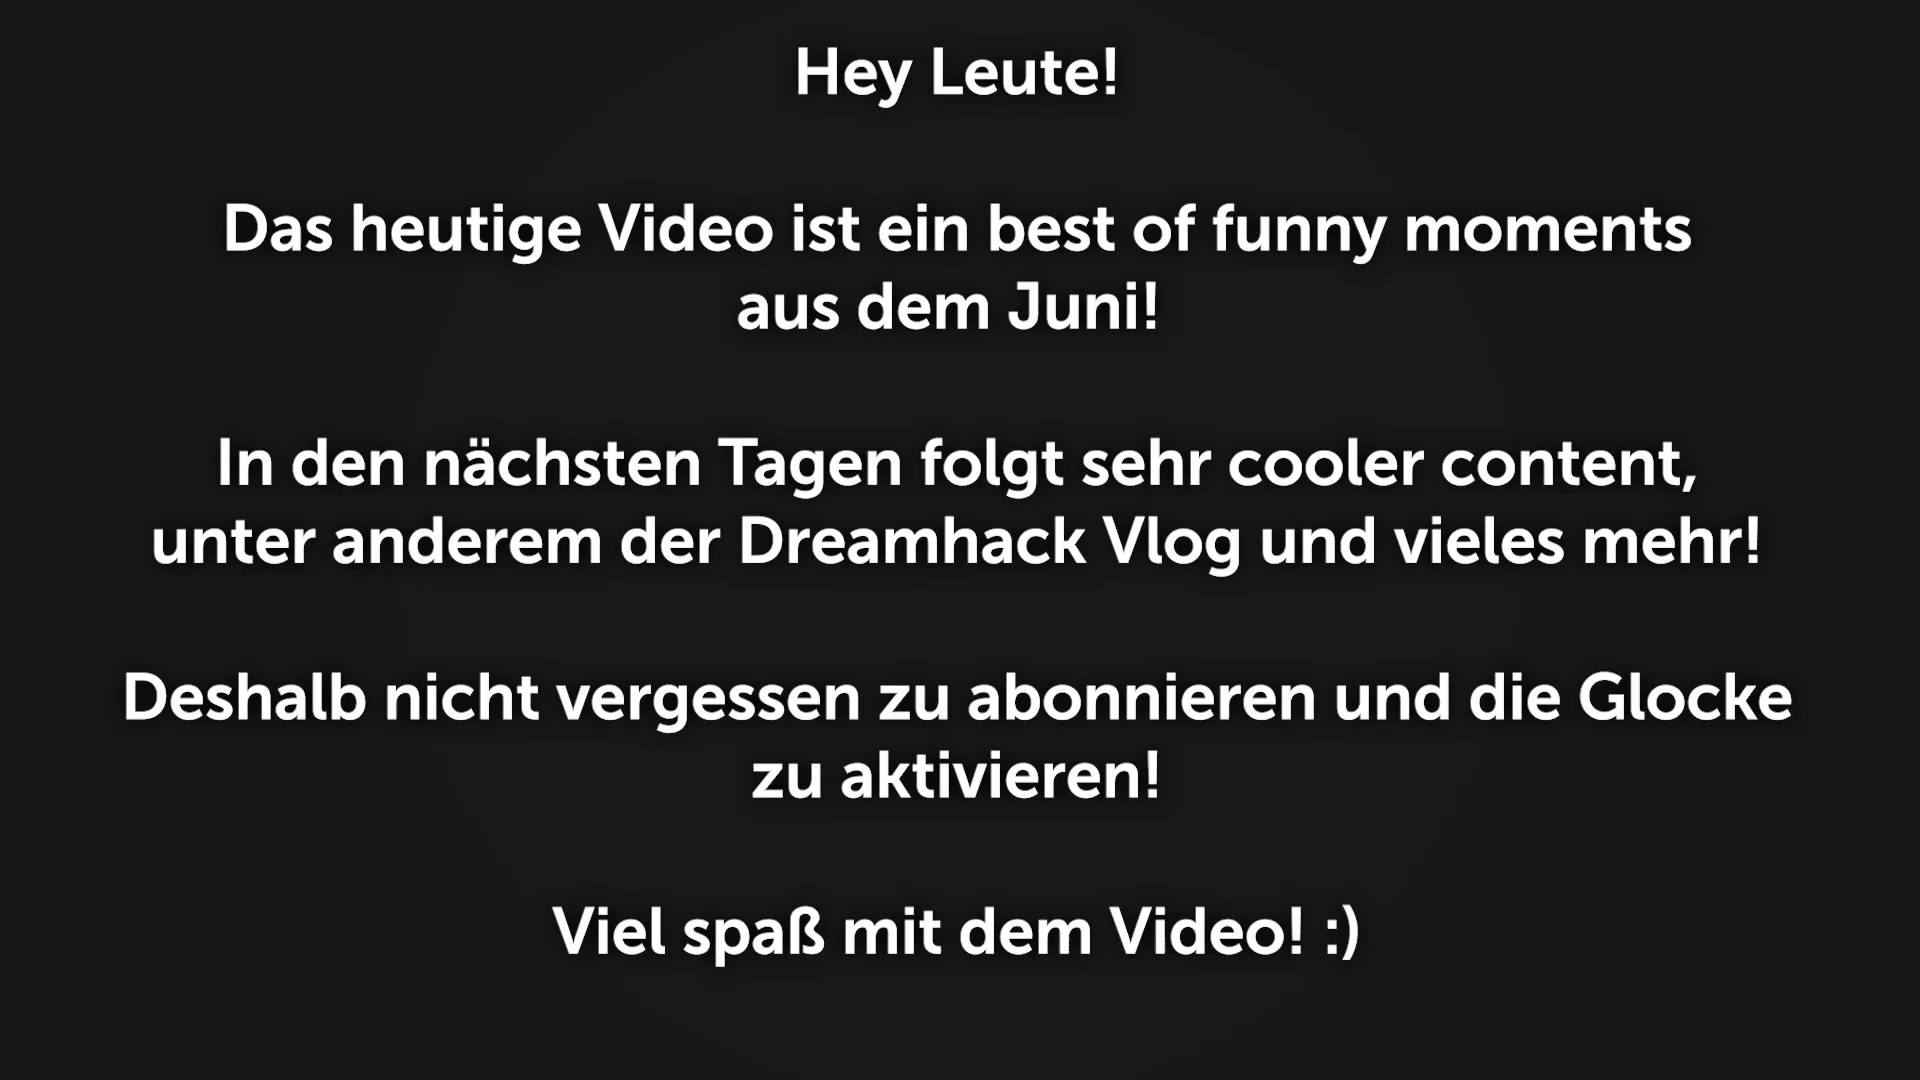 Hey Leute!
Das heutige Video ist ein best of funny moments
aus dem Juni!
In den nächsten Tagen folgt sehr cooler content,
unter anderem der Dreamhack Vlog und vieles mehr!
Deshalb nicht vergessen zu abonnieren und die Glocke
zu aktivieren!
Viel spaß mit dem Video! :)